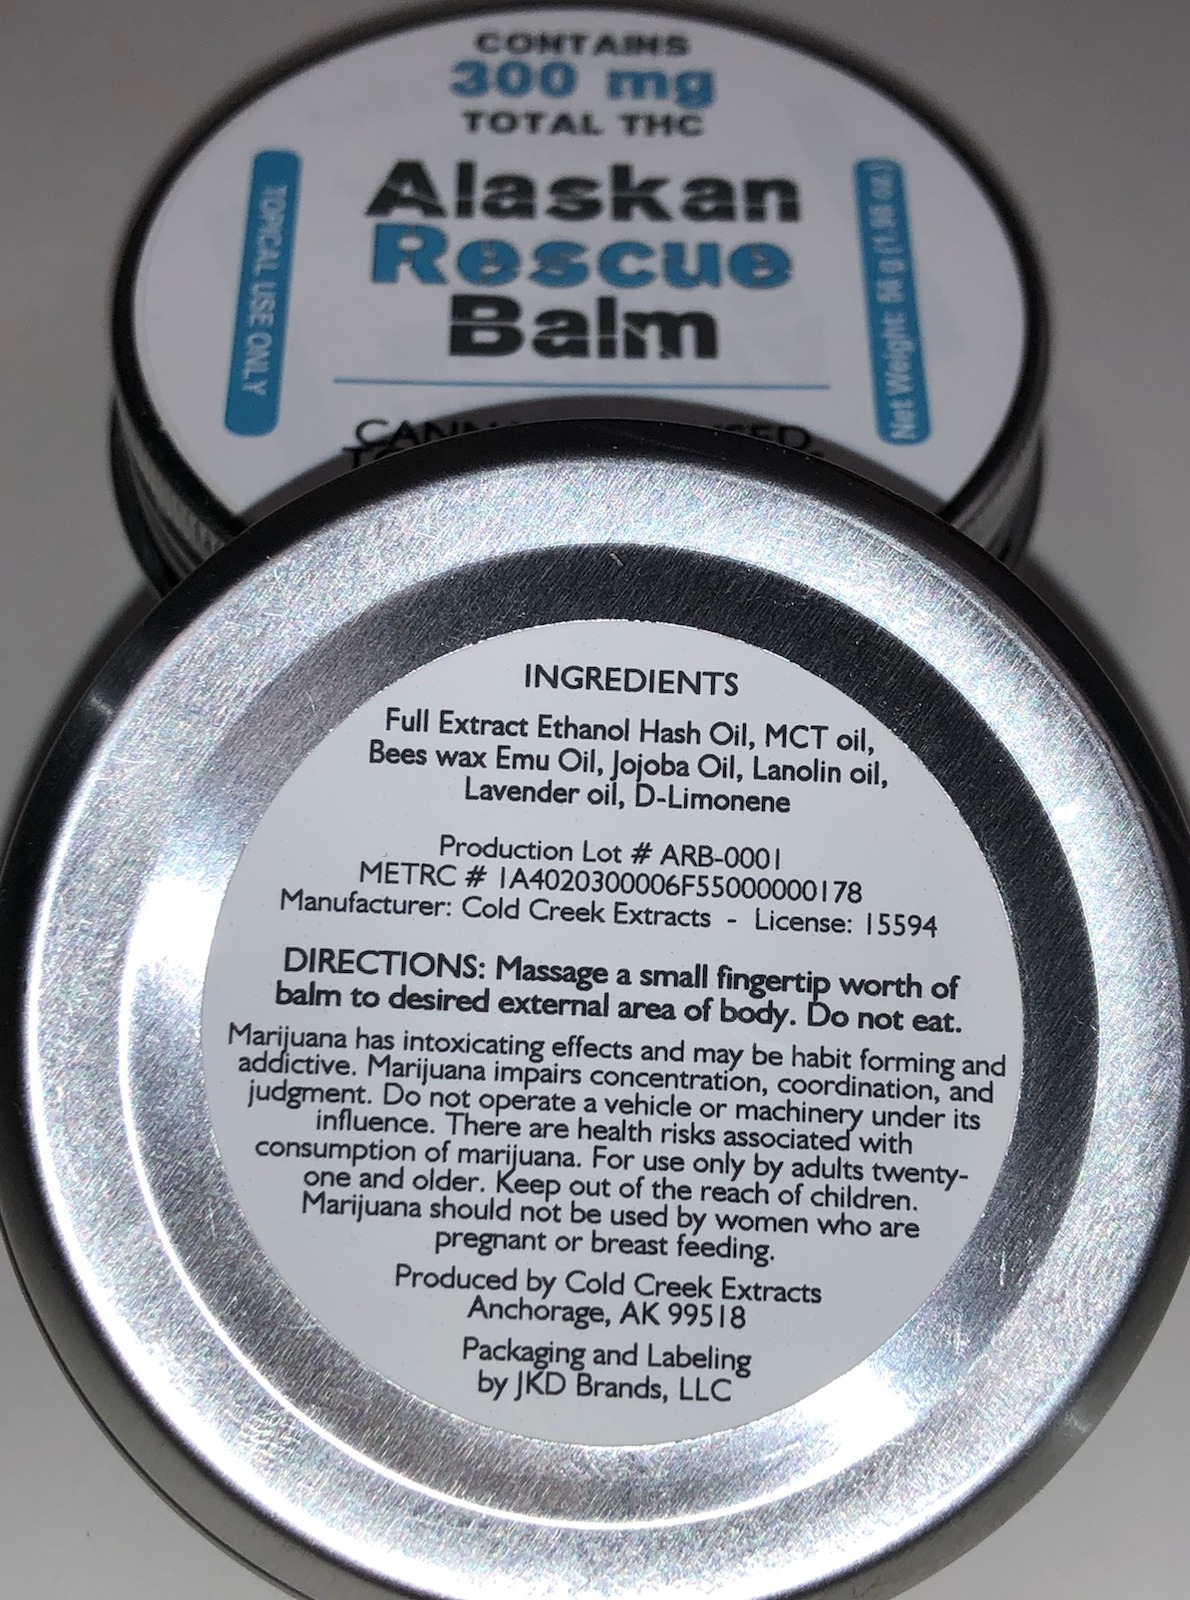 CONTAINS
300 mg
TOTAL THC
Alaskan
Rescue
Balm
TOPICAL USE ONLY
Net Weight: 56 g (1.98 oz.)
INGREDIENTS
Full Extract Ethanol Hash Oil, MCT oil,
Bees wax Emu Oil, Jojoba Oil, Lanolin oil,
Lavender oil, D-Limonene
Production Lot # ARB-0001
METRC # 1A4020300006F55000000178
Manufacturer: Cold Creek Extracts - License: 15594
DIRECTIONS: Massage a small fingertip worth of
balm to desired external area of body. Do not eat.
Marijuana has intoxicating effects and may be habit forming and
addictive. Marijuana impairs concentration, coordination, and
judgment. Do not operate a vehicle or machinery under its
influence. There are health risks associated with
consumption of marijuana. For use only by adults twenty-
one and older. Keep out of the reach of children.
Marijuana should not be used by women who are
pregnant or breast feeding.
Produced by Cold Creek Extracts
Anchorage, AK 99518
Packaging and Labeling
by JKD Brands, LLC